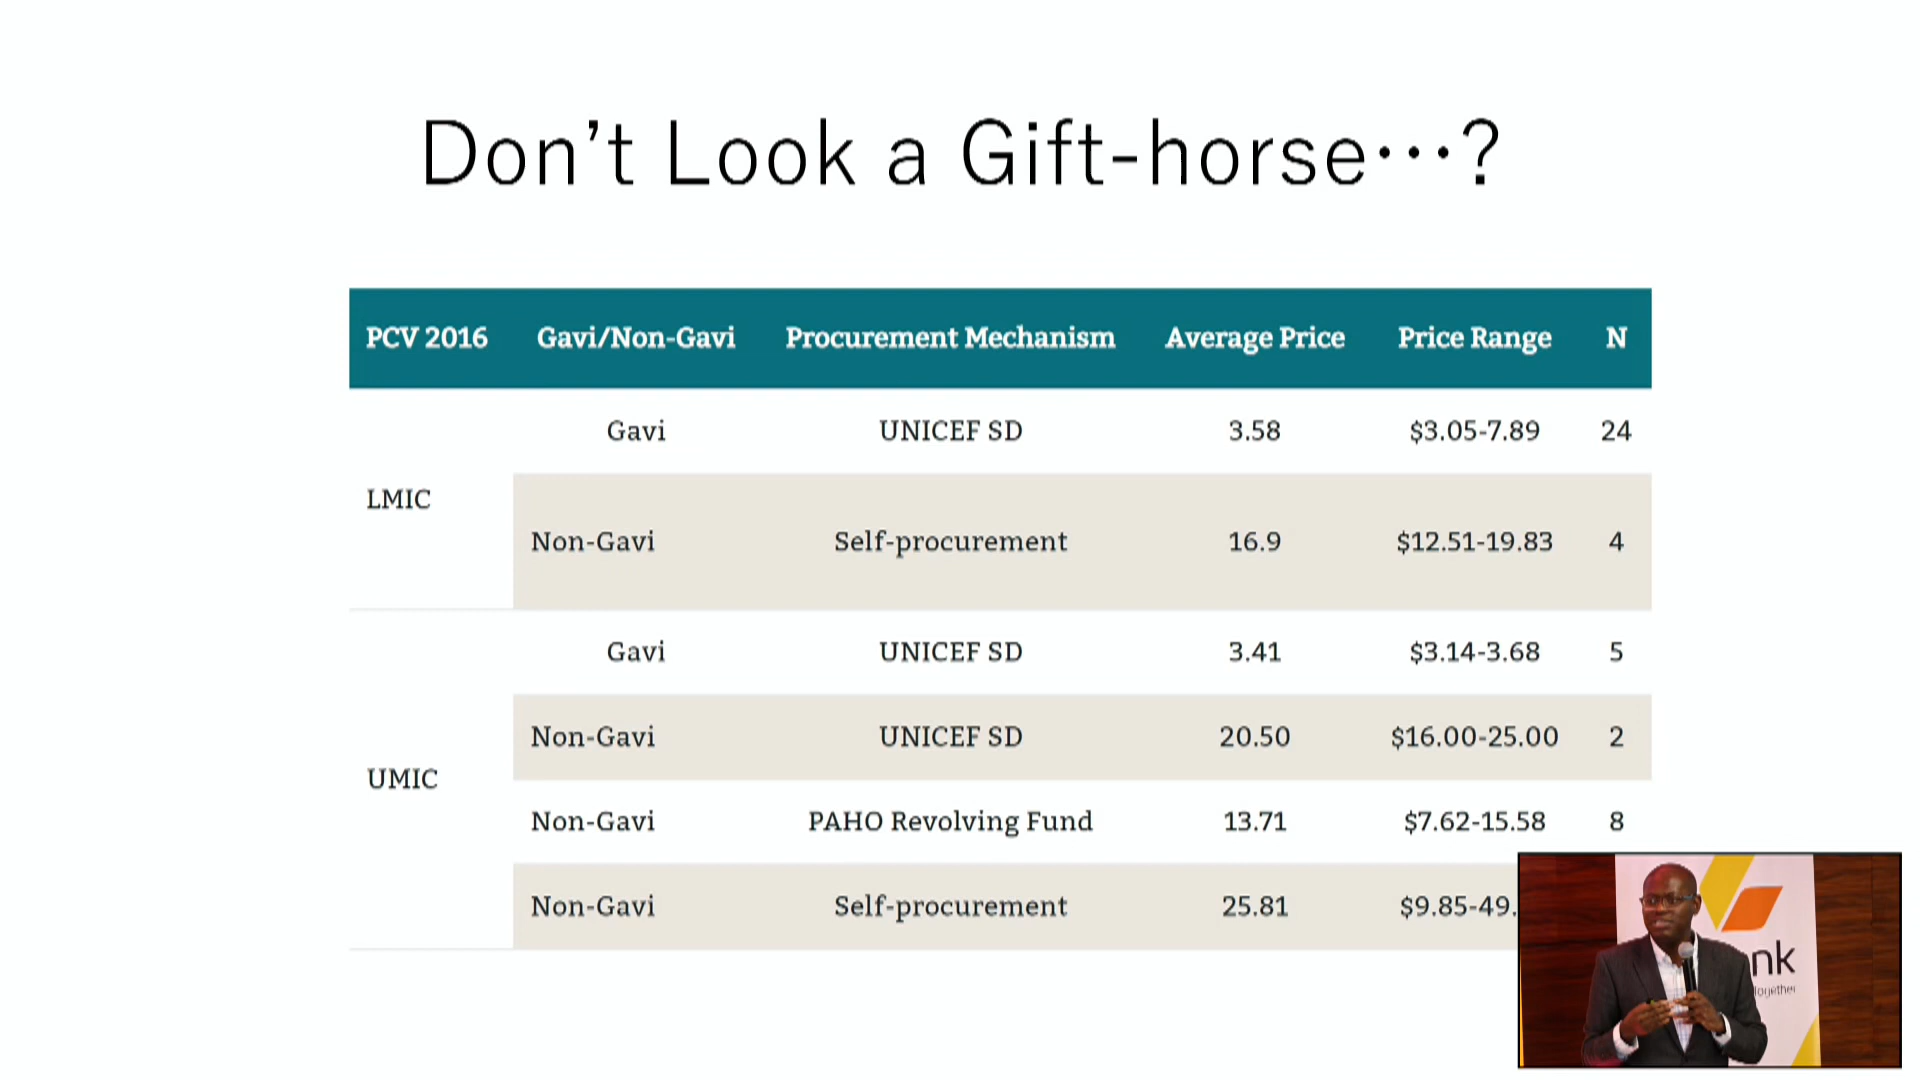 Don't Look a Gift-horse…?
PCV 2016 Gavi/Non-Gavi Procurement Mechanism Average Price Price Range N
LMIC
Gavi UNICEF SD 3.58 $3.05-7.89 24
Non-Gavi Self-procurement 16.9 $12.51-19.83 4
UMIC
Gavi UNICEF SD 3.41 $3.14-3.68 5
Non-Gavi UNICEF SD 20.50 $16.00-25.00 2
Non-Gavi PAHO Revolving Fund 13.71 $7.62-15.58 8
Non-Gavi Self-procurement 25.81 $9.85-49.
nk
together